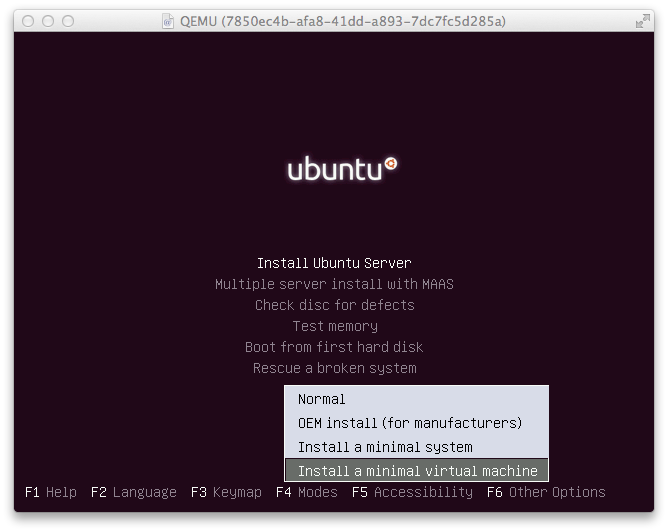 QEMU (7850ec4b-afa8-41dd-a893-7dc7fc5d285a)
ubuntu
Install Ubuntu Server
Multiple server install with MAAS
Check disc for defects
Test memory
Boot from first hard disk
Rescue a broken system
Normal
OEM install (for manufacturers)
Install a minimal system
Install a minimal virtual machine
F1 Help F2 Language F3 Keymap F4 Modes F5 Accessibility F6 Other Options